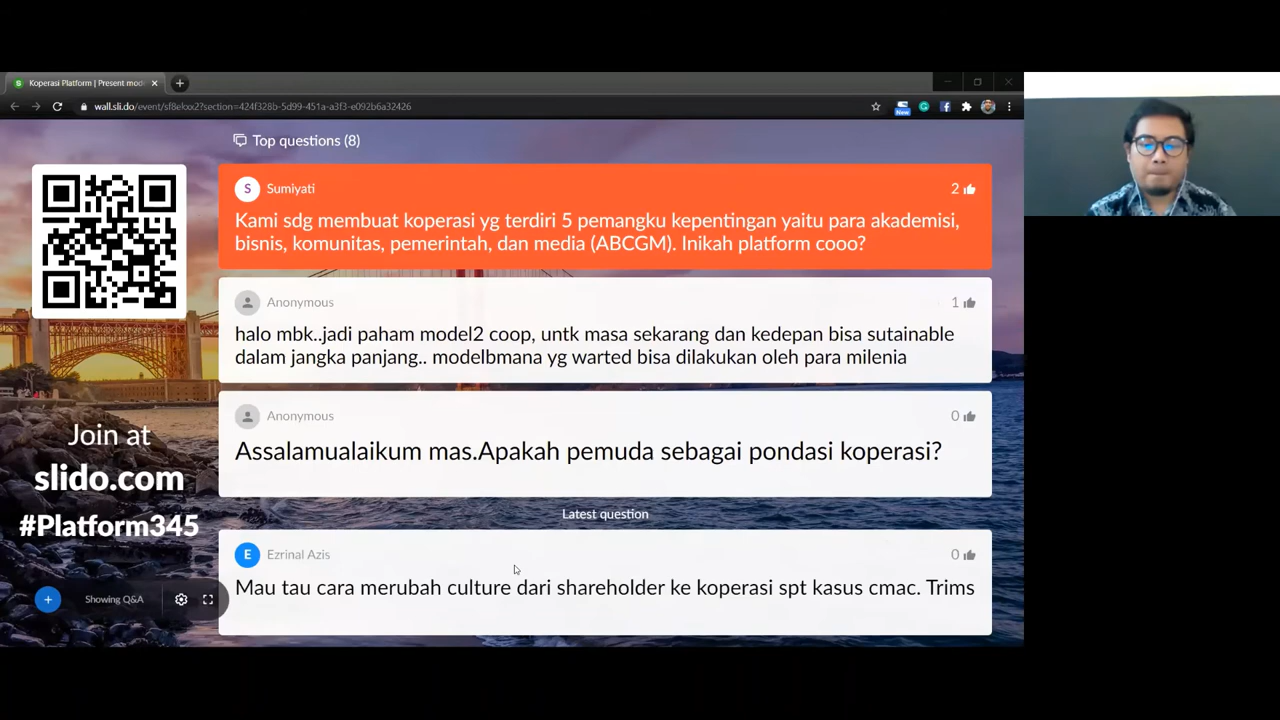 Koperasi Platform | Present mod
wall.sli.do/event/sf8eloxx2?section=424f328b-5d99-451a-a3f3-e092b6a32426
New
Top questions (8)
S Sumiyati 2
Kami sdg membuat koperasi yg terdiri 5 pemangku kepentingan yaitu para akademisi,
bisnis, komunitas, pemerintah, dan media (ABCGM). Inikah platform cooo?
Anonymous 1
halo mbk..jadi paham model2 coop, untk masa sekarang dan kedepan bisa sutainable
dalam jangka panjang.. modelbmana yg warted bisa dilakukan oleh para milenia
Anonymous 0
Assalamualaikum mas.Apakah pemuda sebagai pondasi koperasi?
Latest question
E Ezrinal Azis 0
Mau tau cara merubah culture dari shareholder ke koperasi spt kasus cmac. Trims
Join at
slido.com
#Platform345
Showing Q&A